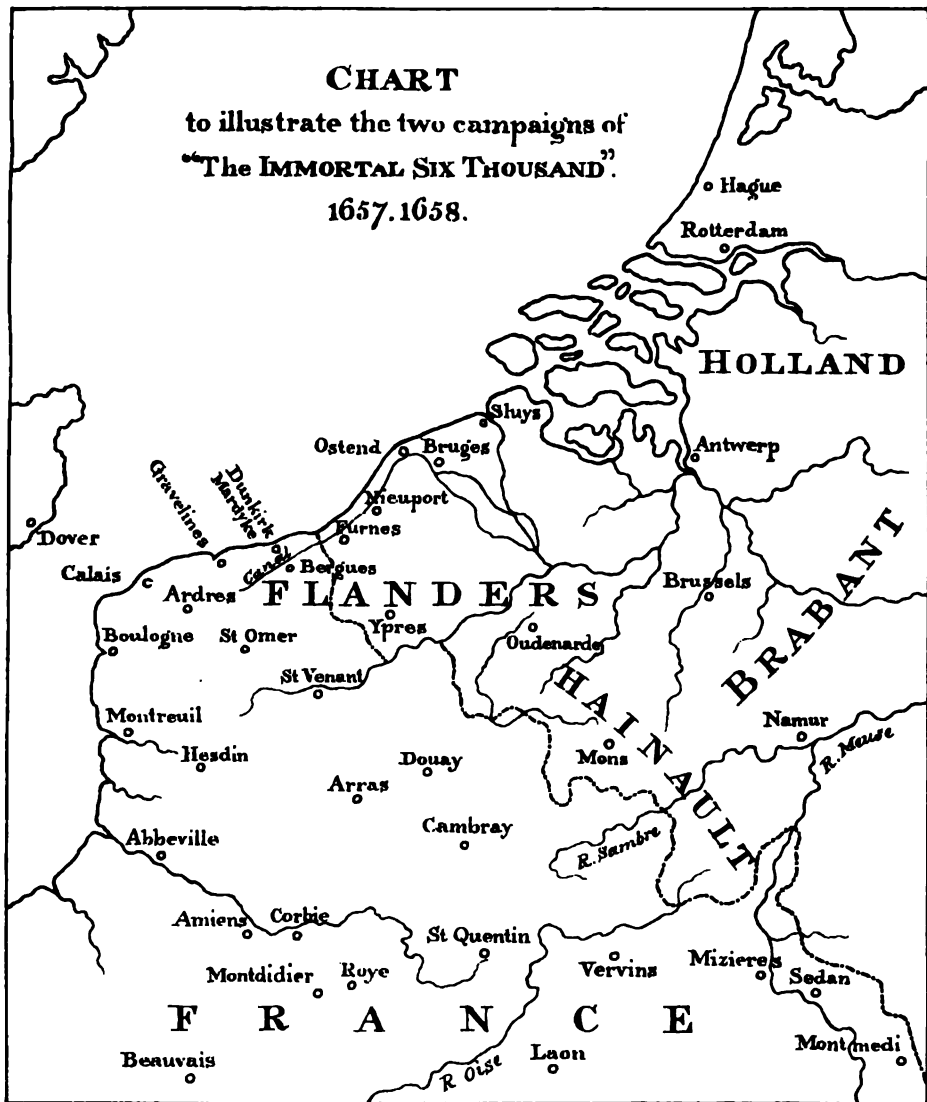 CHART
to illustrate the two campaigns of
"The IMMORTAL SIX THOUSAND".
1657.1658.
Hague
Rotterdam
HOLLAND
Sluys
Ostend
Bruges
Antwerp
Nieuport
Dunkirk
Mardyke
Gravelines
Furnes
Dover
Canal
Bergues
Calais
Ardres
FLANDERS
Brussels
BRABANT
Ypres
Boulogne
St Omer
Oudenarde
St Venant
HAINAULT
Montreuil
Namur
Hesdin
Douay
Mons
R. Meuse
Arras
Cambray
R. Sambre
Abbeville
Amiens
Corbie
St Quentin
Vervins
Mizieres
Montdidier
Roye
Sedan
FRANCE
Beauvais
R Oise
Laon
Montmedi